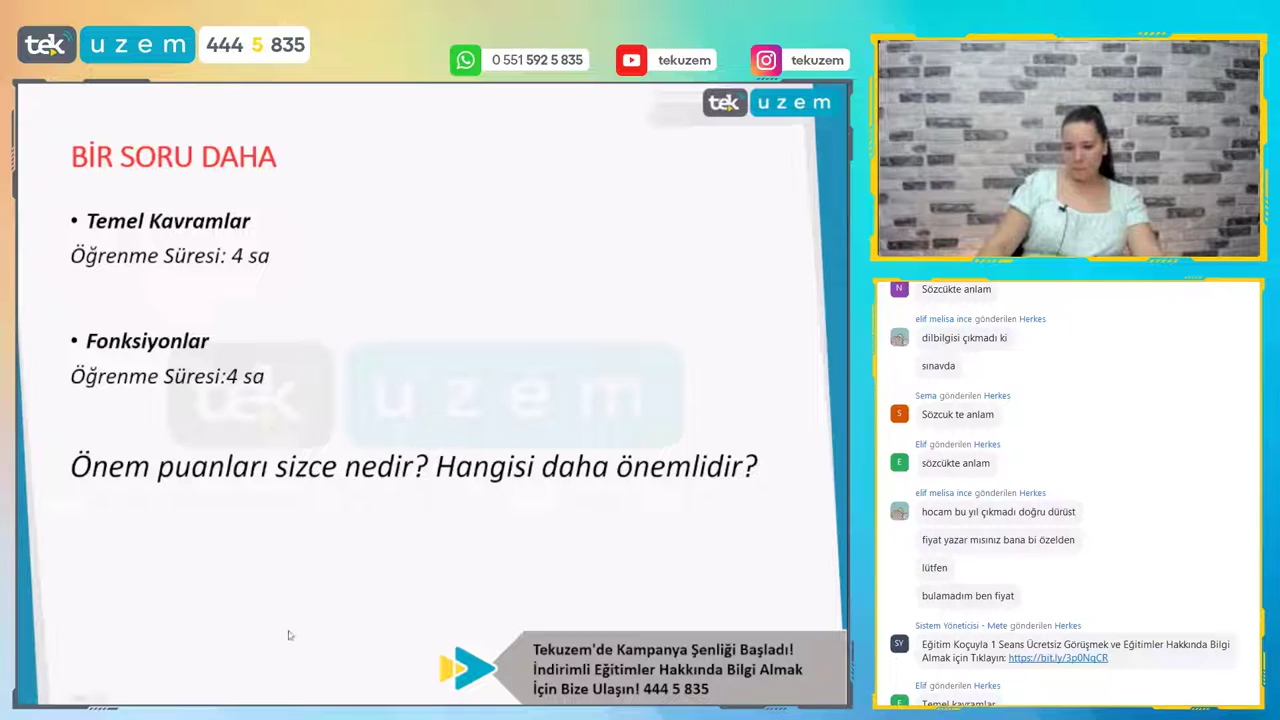 tek
uzem
444 5 835
0 551 592 5 835
tekuzem
tekuzem
tek uzem
BİR SORU DAHA
• Temel Kavramlar
Öğrenme Süresi: 4 sa
• Fonksiyonlar
Öğrenme Süresi:4 sa
tek uzem
Önem puanları sizce nedir? Hangisi daha önemlidir?
Tekuzem'de Kampanya Şenliği Başladı!
İndirimli Eğitimler Hakkında Bilgi Almak
İçin Bize Ulaşın! 444 5 835
N
Sözcükte anlam
elif melisa ince gönderilen Herkes
dilbilgisi çıkmadı ki
sınavda
Sema gönderilen Herkes
S
Sözcuk te anlam
Elif gönderilen Herkes
E
sözcükte anlam
elif melisa ince gönderilen Herkes
hocam bu yıl çıkmadı doğru dürüst
fiyat yazar mısınız bana bi özelden
lütfen
bulamadım ben fiyat
Sistem Yöneticisi - Mete gönderilen Herkes
SY
Eğitim Koçuyla 1 Seans Ücretsiz Görüşmek ve Eğitimler Hakkında Bilgi
Almak için Tıklayın: https://bit.ly/3p0NqCR
Elif gönderilen Herkes
E
Temel kavramlar